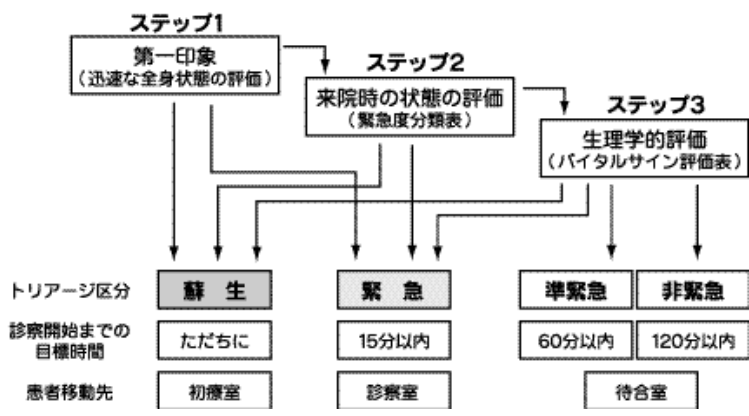 ステップ1
第一印象
（迅速な全身状態の評価）
ステップ2
来院時の状態の評価
（緊急度分類表）
ステップ3
生理学的評価
（バイタルサイン評価表）
トリアージ区分
蘇生
緊急
準緊急
非緊急
診察開始までの
目標時間
ただちに
15分以内
60分以内
120分以内
患者移動先
初療室
診察室
待合室